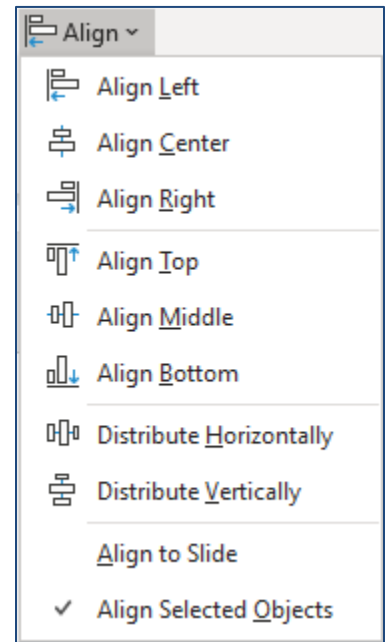 Align
Align Left
Align Center
Align Right
Align Top
Align Middle
Align Bottom
Distribute Horizontally
Distribute Vertically
Align to Slide
Align Selected Objects